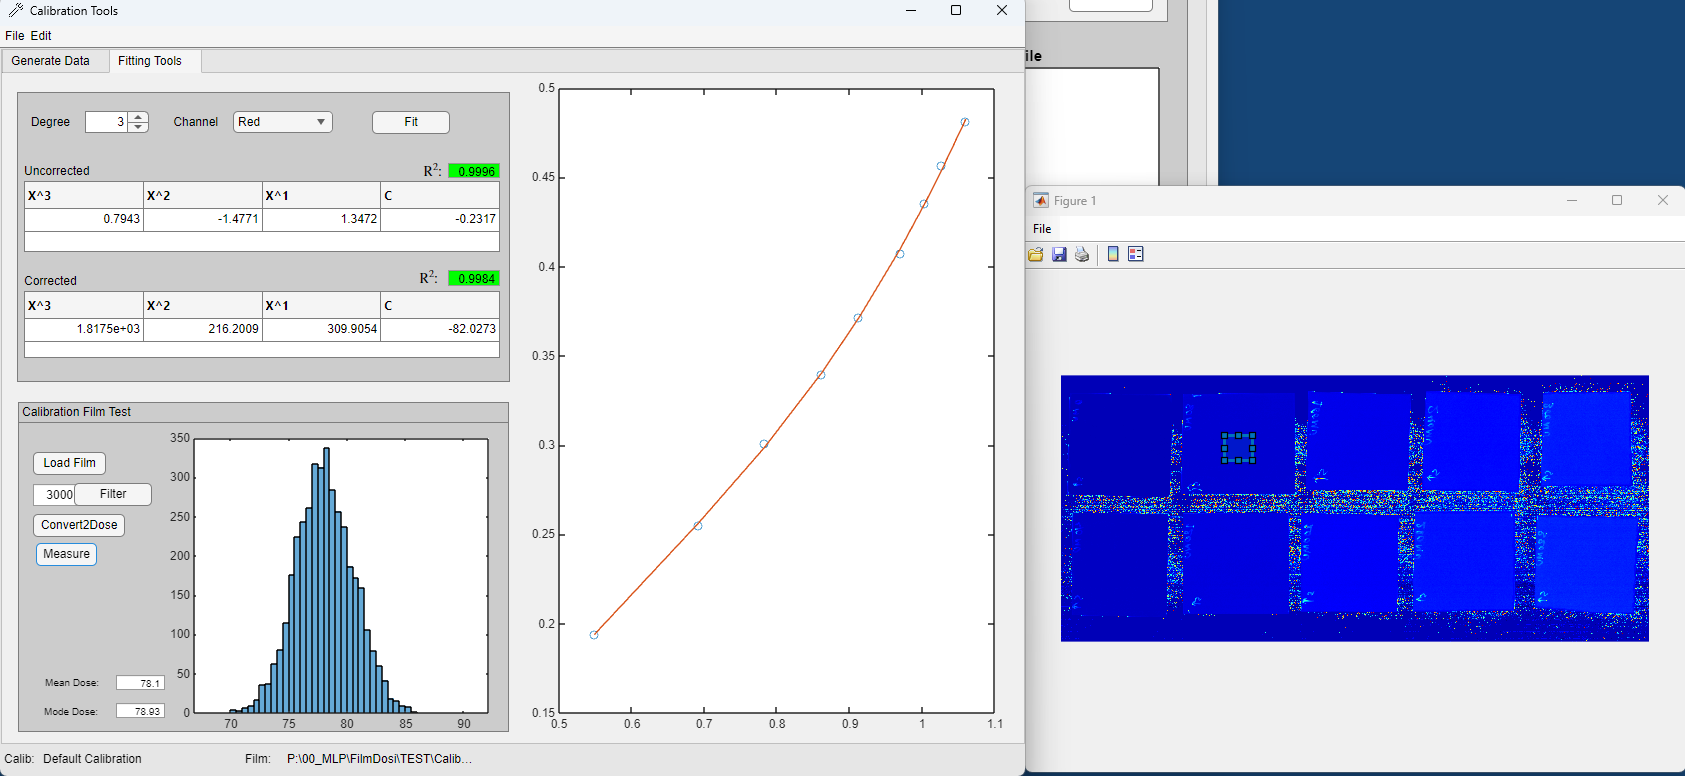 Calibration Tools
File Edit
Generate Data
Fitting Tools
Degree
3
Channel
Red
Fit
Uncorrected
R²:
0.9996
X^3
X^2
X^1
C
0.7943
-1.4771
1.3472
-0.2317
Corrected
R²:
0.9984
X^3
X^2
X^1
C
1.8175e+03
216.2009
309.9054
-82.0273
Calibration Film Test
Load Film
3000
Filter
Convert2Dose
Measure
Mean Dose:
78.1
Mode Dose:
78.93
350
300
250
200
150
100
50
0
70
75
80
85
90
0.5
0.45
0.4
0.35
0.3
0.25
0.2
0.15
0.5
0.6
0.7
0.8
0.9
1
1.1
Calib: Default Calibration
Film: P:\00_MLP\FilmDosi\TEST\Calib...
ile
Figure 1
File